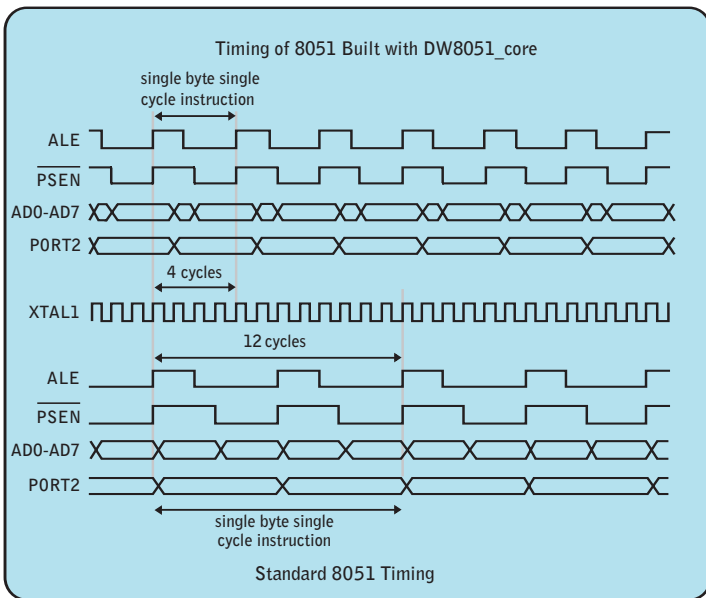 Timing of 8051 Built with DW8051_core
single byte single
cycle instruction
ALE
PSEN
AD0-AD7
PORT2
4 cycles
XTAL1
12 cycles
ALE
PSEN
AD0-AD7
PORT2
single byte single
cycle instruction
Standard 8051 Timing